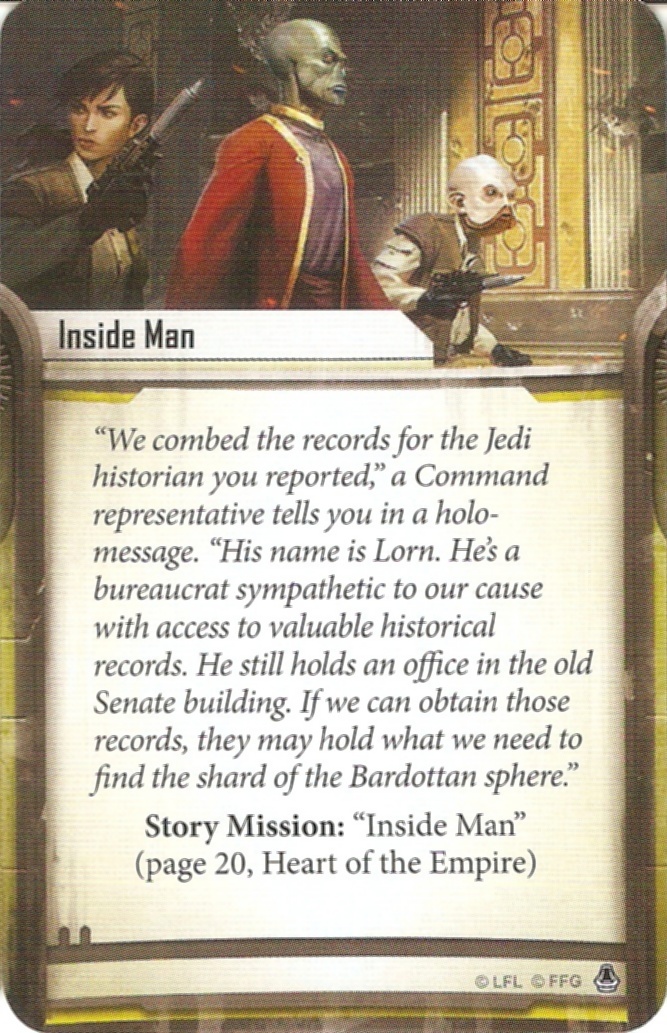 Inside Man
“We combed the records for the Jedi
historian you reported,” a Command
representative tells you in a holo-
message. “His name is Lorn. He’s a
bureaucrat sympathetic to our cause
with access to valuable historical
records. He still holds an office in the old
Senate building. If we can obtain those
records, they may hold what we need to
find the shard of the Bardottan sphere.”
Story Mission: “Inside Man”
(page 20, Heart of the Empire)
© LFL © FFG